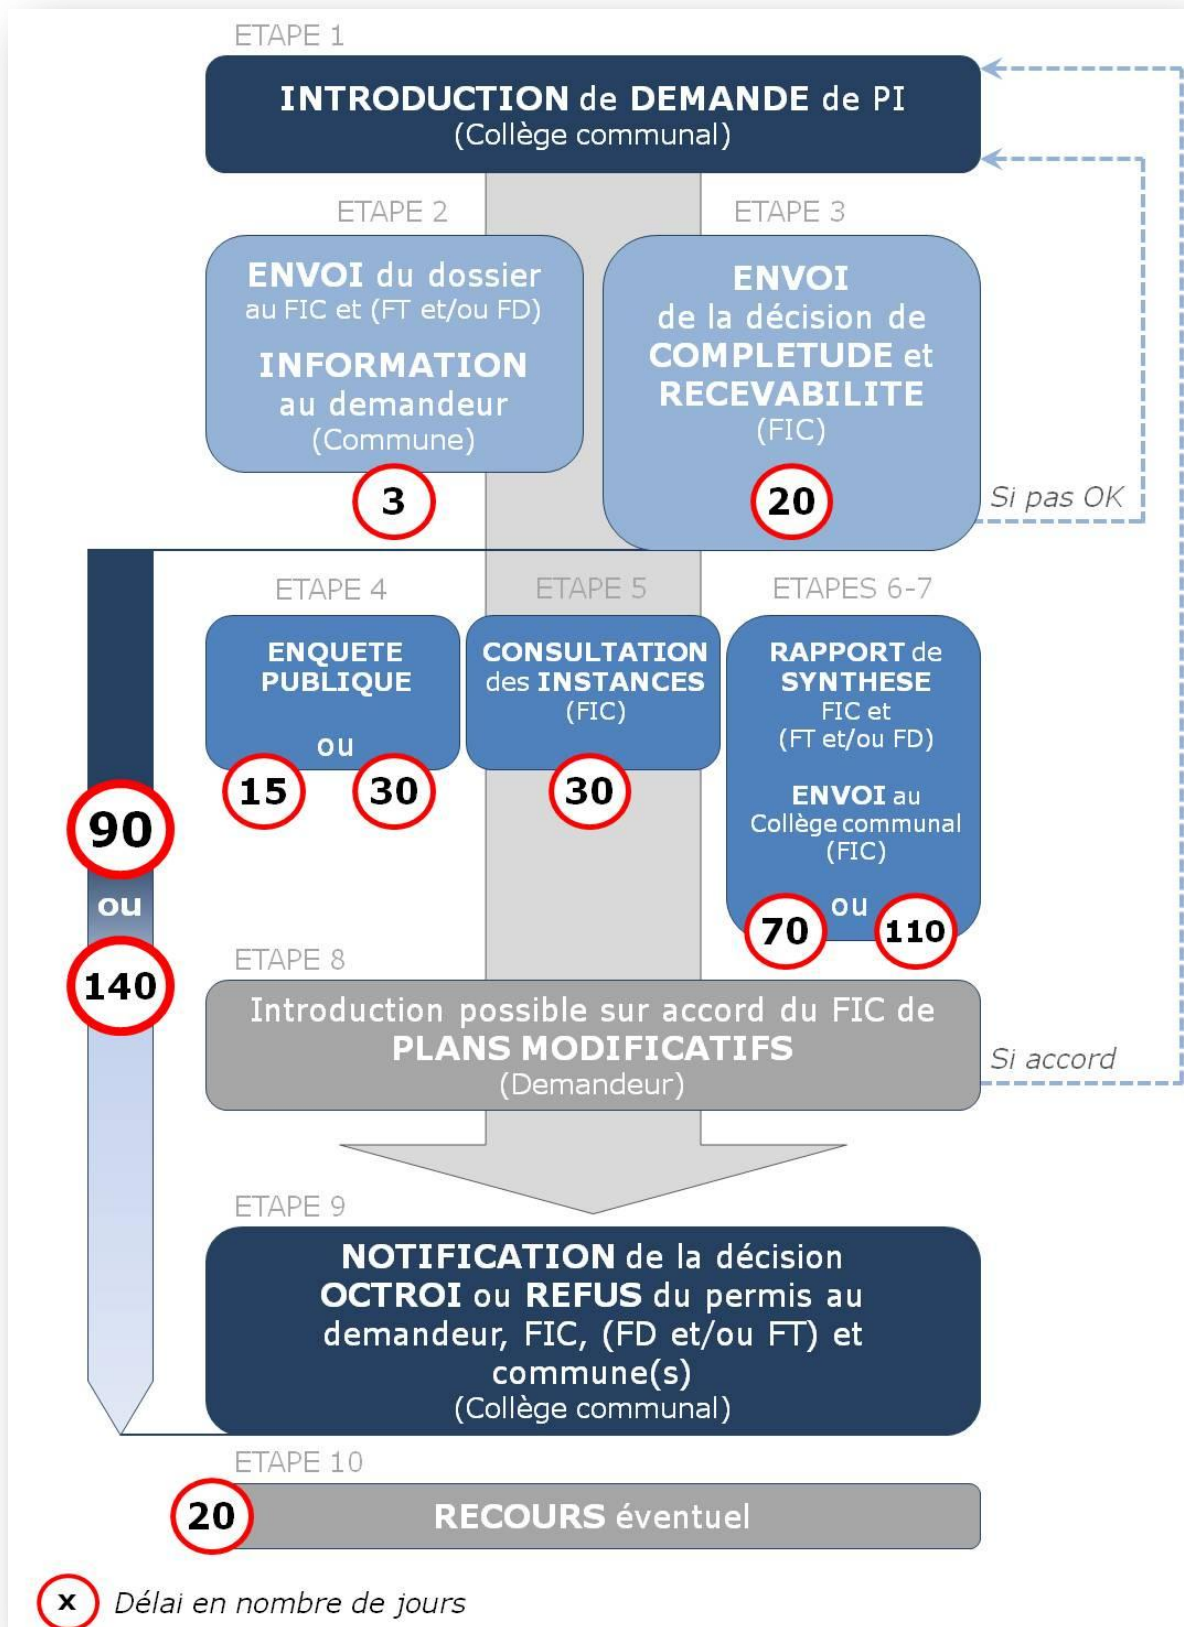 ETAPE 1
INTRODUCTION de DEMANDE de PI
(Collège communal)
ETAPE 2
ENVOI du dossier
au FIC et (FT et/ou FD)
INFORMATION
au demandeur
(Commune)
3
ETAPE 3
ENVOI
de la décision de
COMPLETUDE et
RECEVABILITE
(FIC)
20
Si pas OK
ETAPE 4
ENQUETE
PUBLIQUE
ou
15
30
ETAPE 5
CONSULTATION
des INSTANCES
(FIC)
30
ETAPES 6-7
RAPPORT de
SYNTHESE
FIC et
(FT et/ou FD)
ENVOI au
Collège communal
(FIC)
ou
70
110
90
ou
140
ETAPE 8
Introduction possible sur accord du FIC de
PLANS MODIFICATIFS
(Demandeur)
Si accord
ETAPE 9
NOTIFICATION de la décision
OCTROI ou REFUS du permis au
demandeur, FIC, (FD et/ou FT) et
commune(s)
(Collège communal)
ETAPE 10
20
RECOURS éventuel
x Délai en nombre de jours